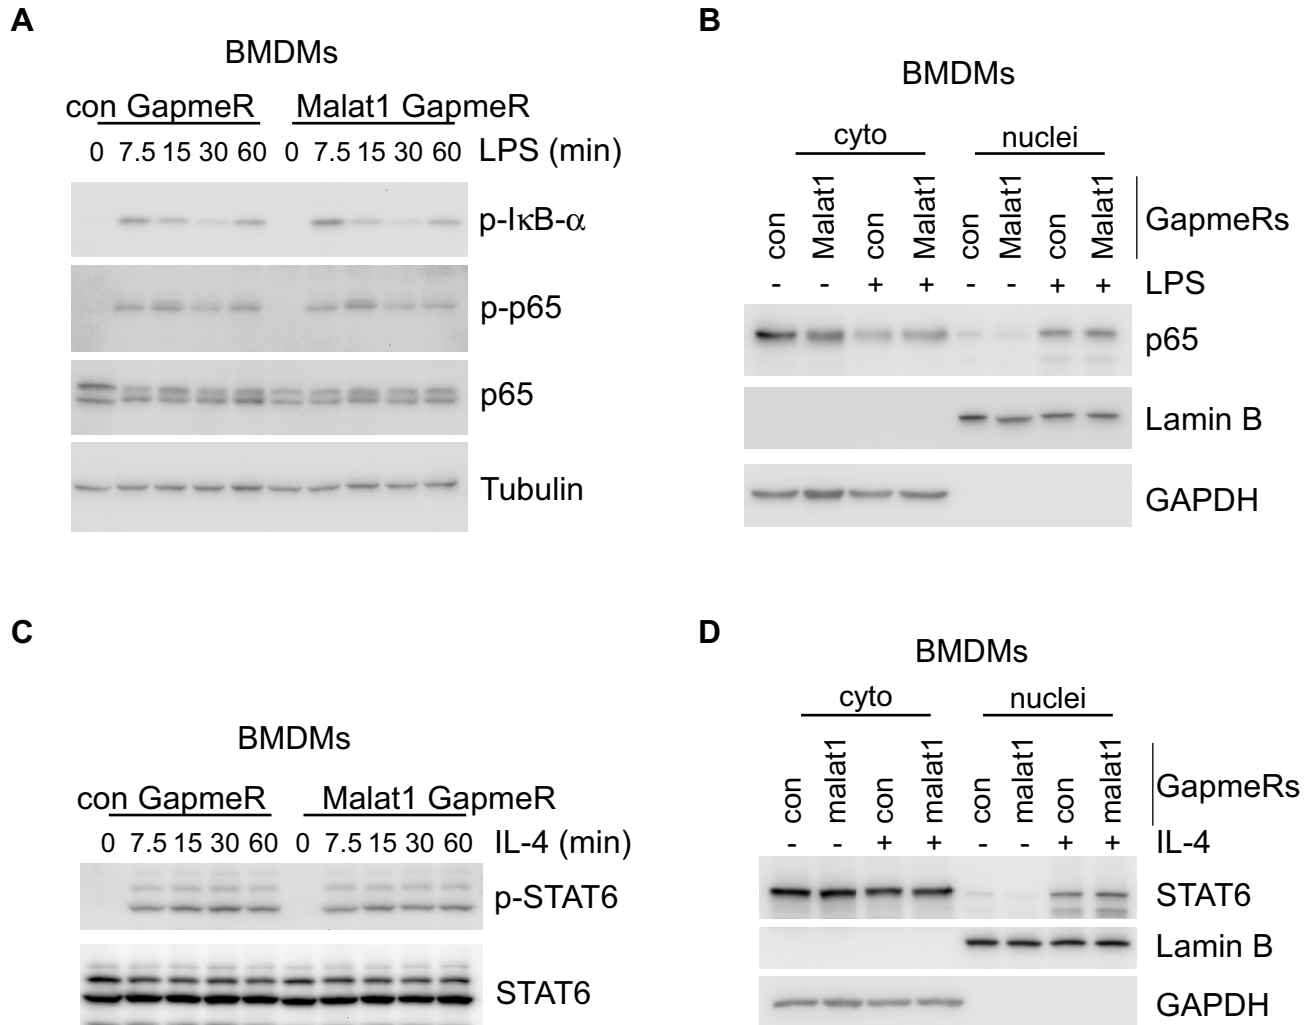 A
BMDMs
con GapmeR Malat1 GapmeR
0 7.5 15 30 60 0 7.5 15 30 60 LPS (min)
p-IκB-α
p-p65
p65
Tubulin
B
BMDMs
cyto nuclei
con Malat1 con Malat1 con Malat1 con Malat1 GapmeRs
- - + + - - + + LPS
p65
Lamin B
GAPDH
C
BMDMs
con GapmeR Malat1 GapmeR
0 7.5 15 30 60 0 7.5 15 30 60 IL-4 (min)
p-STAT6
STAT6
D
BMDMs
cyto nuclei
con malat1 con malat1 con malat1 con malat1 GapmeRs
- - + + - - + + IL-4
STAT6
Lamin B
GAPDH